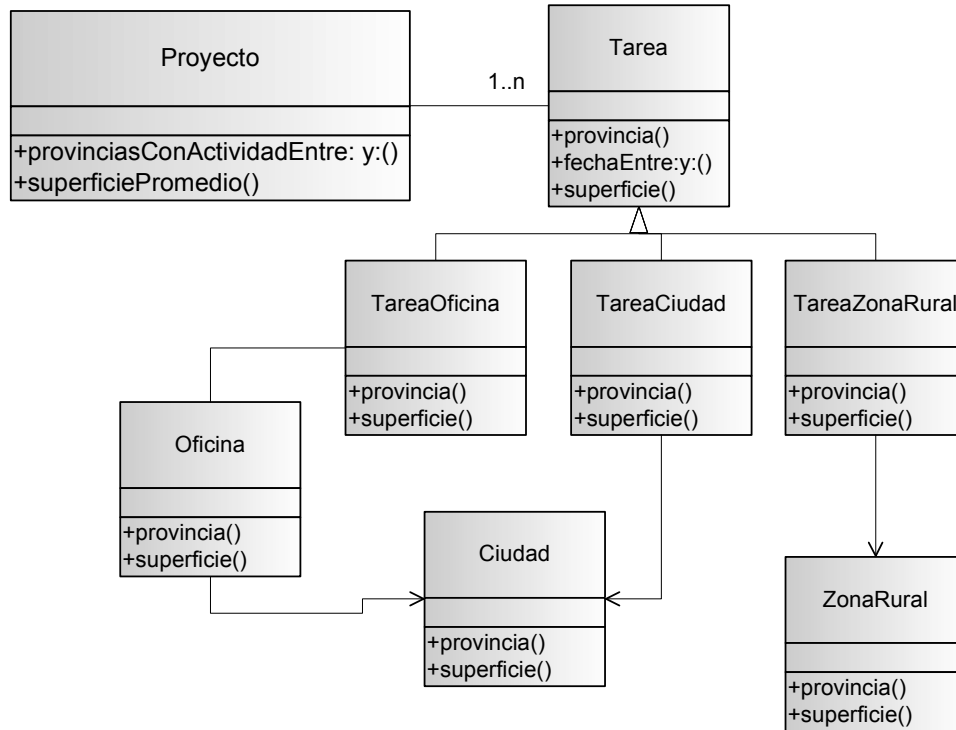 Proyecto
+provinciasConActividadEntre: y:()
+superficiePromedio()
1..n
Tarea
+provincia()
+fechaEntre:y:()
+superficie()
TareaOficina
+provincia()
+superficie()
TareaCiudad
+provincia()
+superficie()
TareaZonaRural
+provincia()
+superficie()
Oficina
+provincia()
+superficie()
Ciudad
+provincia()
+superficie()
ZonaRural
+provincia()
+superficie()